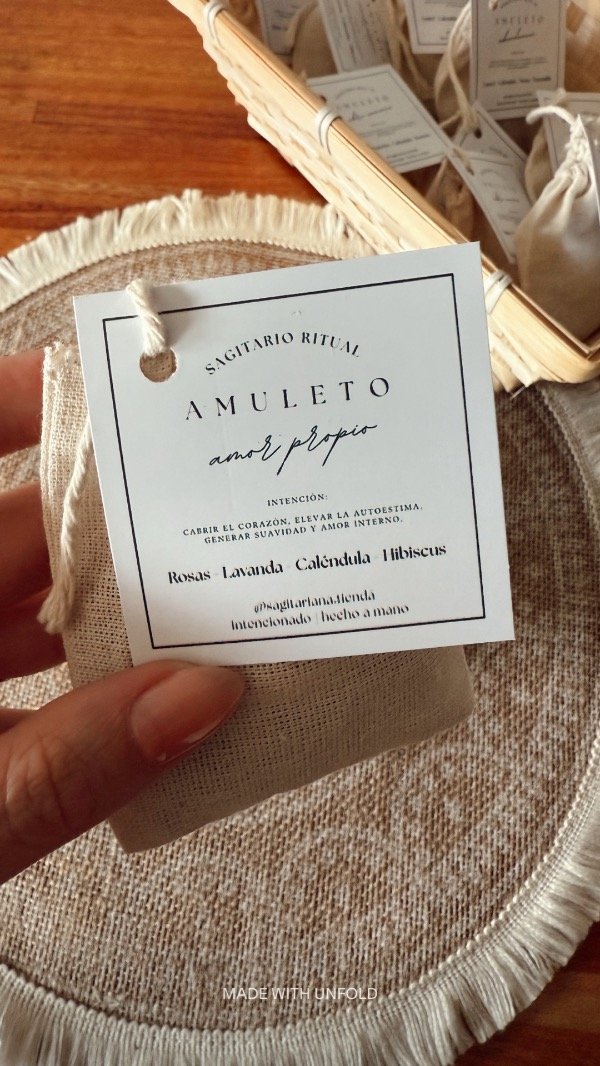 SAGITARIO RITUAL
AMULETO
amor propio
INTENCIÓN:
CABRIR EL CORAZÓN, ELEVAR LA AUTOESTIMA,
GENERAR SUAVIDAD Y AMOR INTERNO.
Rosas - Lavanda - Caléndula - Hibiscus
@sagitariana.tienda
intencionado | hecho a mano
AMULETO
MADE WITH UNFOLD